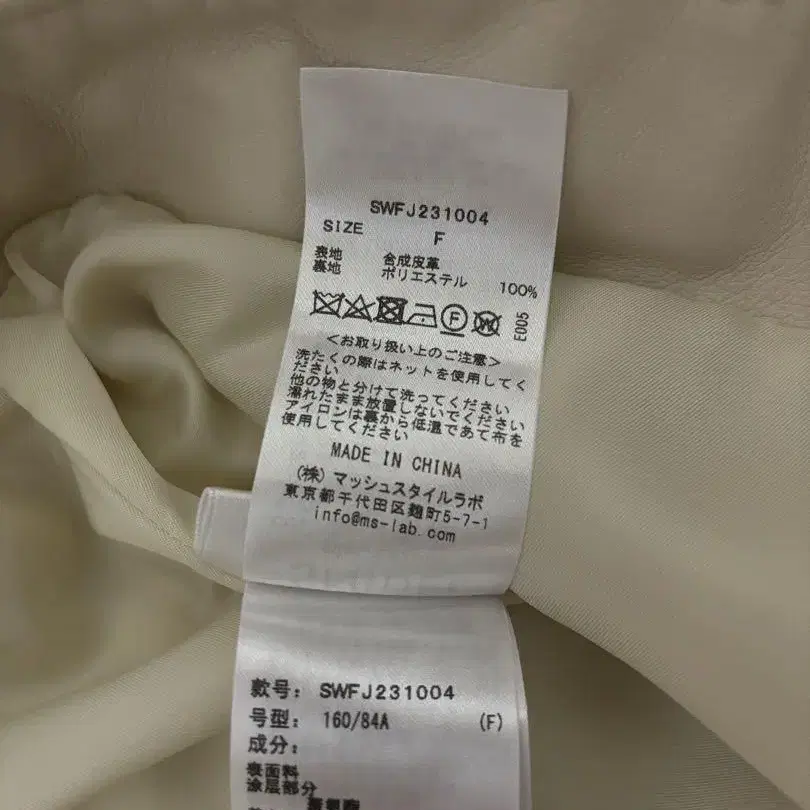 SWFJ231004
SIZE F
表地 合成皮革
裏地 ポリエステル 100%
E005
<お取り扱い上のご注意>
洗たくの際はネットを使用してく
ださい
他の物と分けて洗ってください
濡れたまま放置しないでください
アイロンは裏から低温であて布を
使用してください
MADE IN CHINA
(株) マッシュスタイルラボ
東京都千代田区麹町5-7-1
info@ms-lab.com
款号: SWFJ231004
号型: 160/84A (F)
成分:
表面料
涂层部分